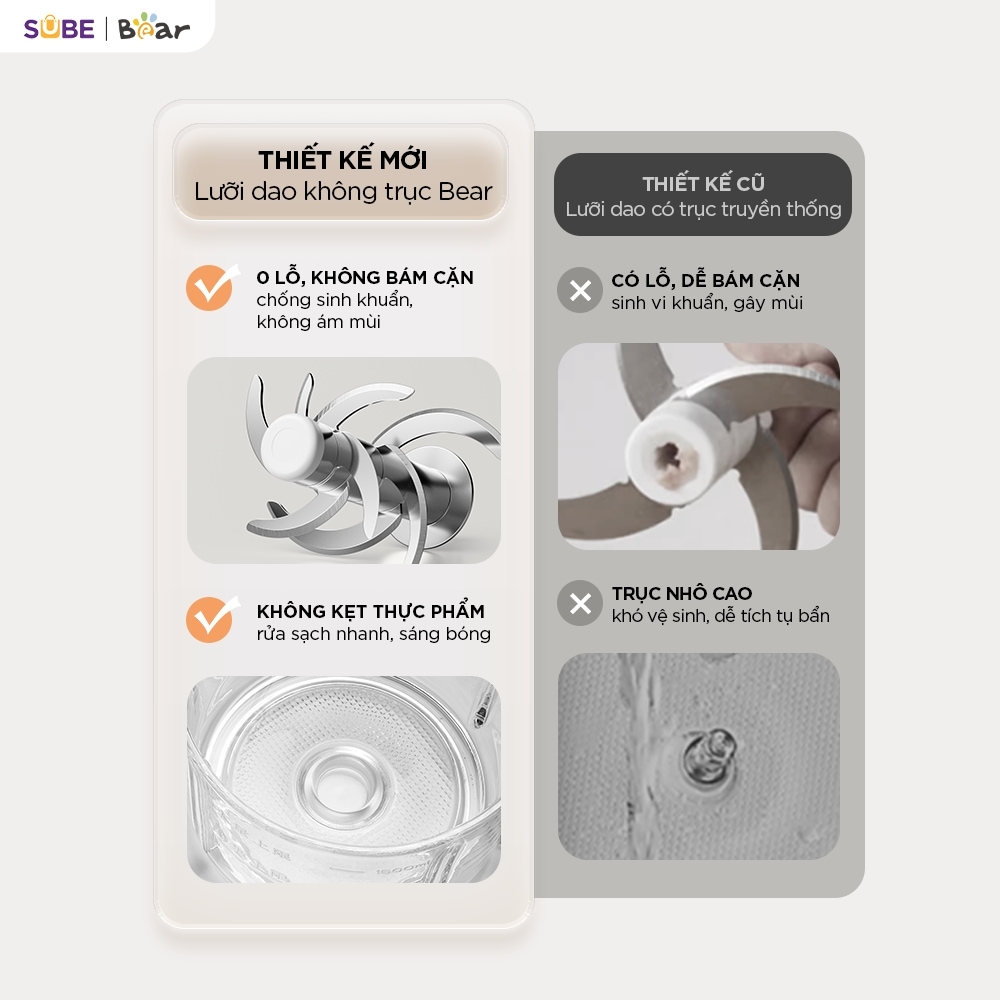 SUBE | Bear
THIẾT KẾ MỚI
Lưỡi dao không trục Bear
0 LỖ, KHÔNG BÁM CẶN
chống sinh khuẩn,
không ám mùi
KHÔNG KẸT THỰC PHẨM
rửa sạch nhanh, sáng bóng
THIẾT KẾ CŨ
Lưỡi dao có trục truyền thống
CÓ LỖ, DỄ BÁM CẶN
sinh vi khuẩn, gây mùi
TRỤC NHÔ CAO
khó vệ sinh, dễ tích tụ bẩn